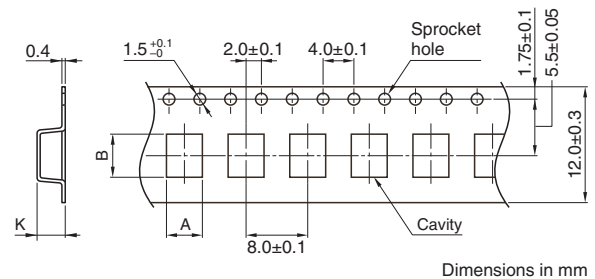 0.4
1.5 +0.1 −0
2.0±0.1
4.0±0.1
Sprocket
hole
1.75±0.1
5.5±0.05
12.0±0.3
B
K
A
8.0±0.1
Cavity
Dimensions in mm